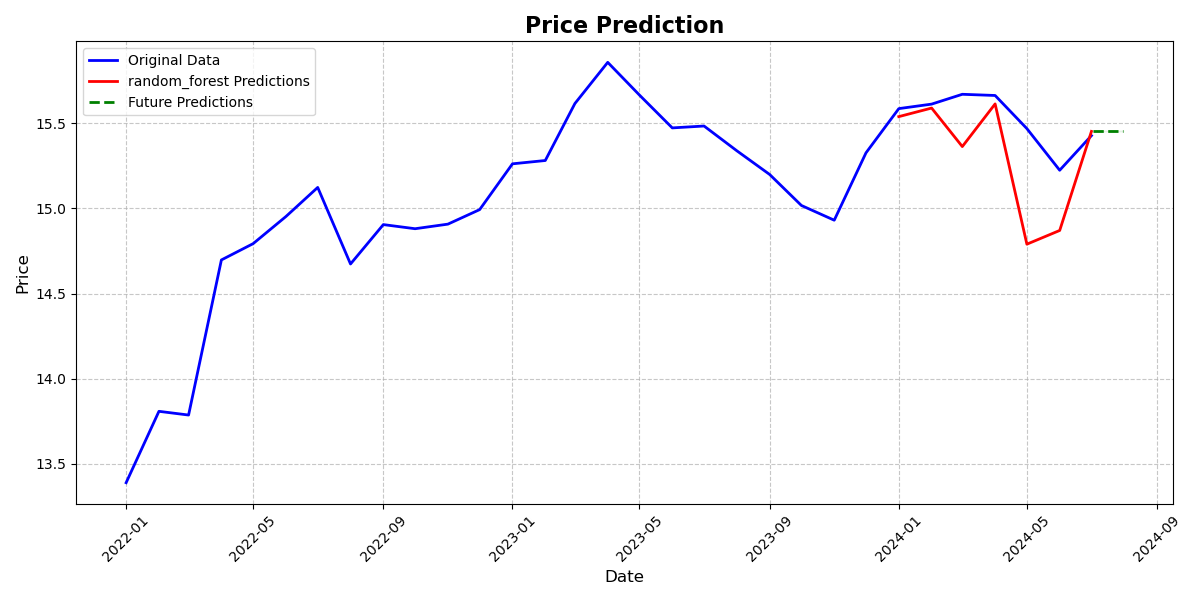 Price Prediction
Original Data
random_forest Predictions
Future Predictions
Price
15.5
15.0
14.5
14.0
13.5
2022-01
2022-05
2022-09
2023-01
2023-05
2023-09
2024-01
2024-05
2024-09
Date